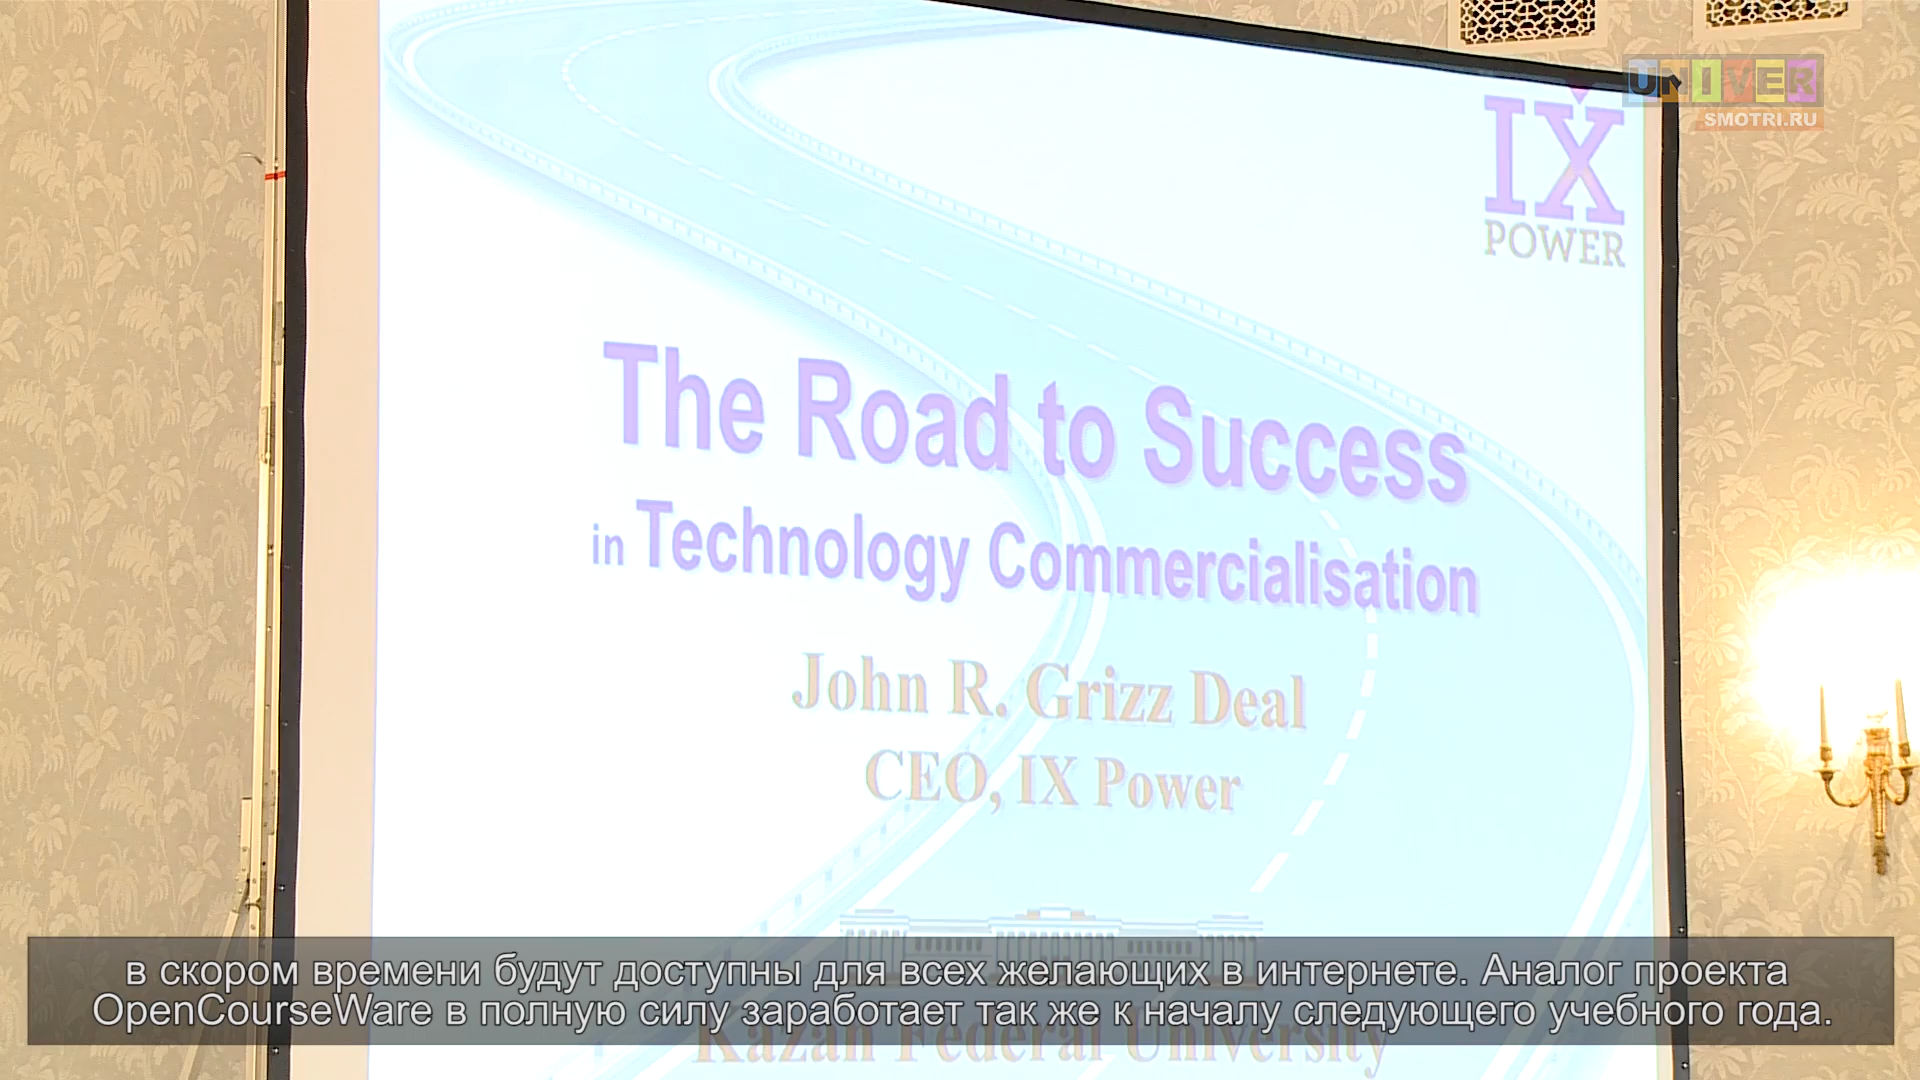 UNIVER
SMOTRI.RU
IX
POWER
The Road to Success
in Technology Commercialisation
John R. Grizz Deal
CEO, IX Power
в скором времени будут доступны для всех желающих в интернете. Аналог проекта
OpenCourseWare в полную силу заработает так же к началу следующего учебного года.
Kazan Federal University